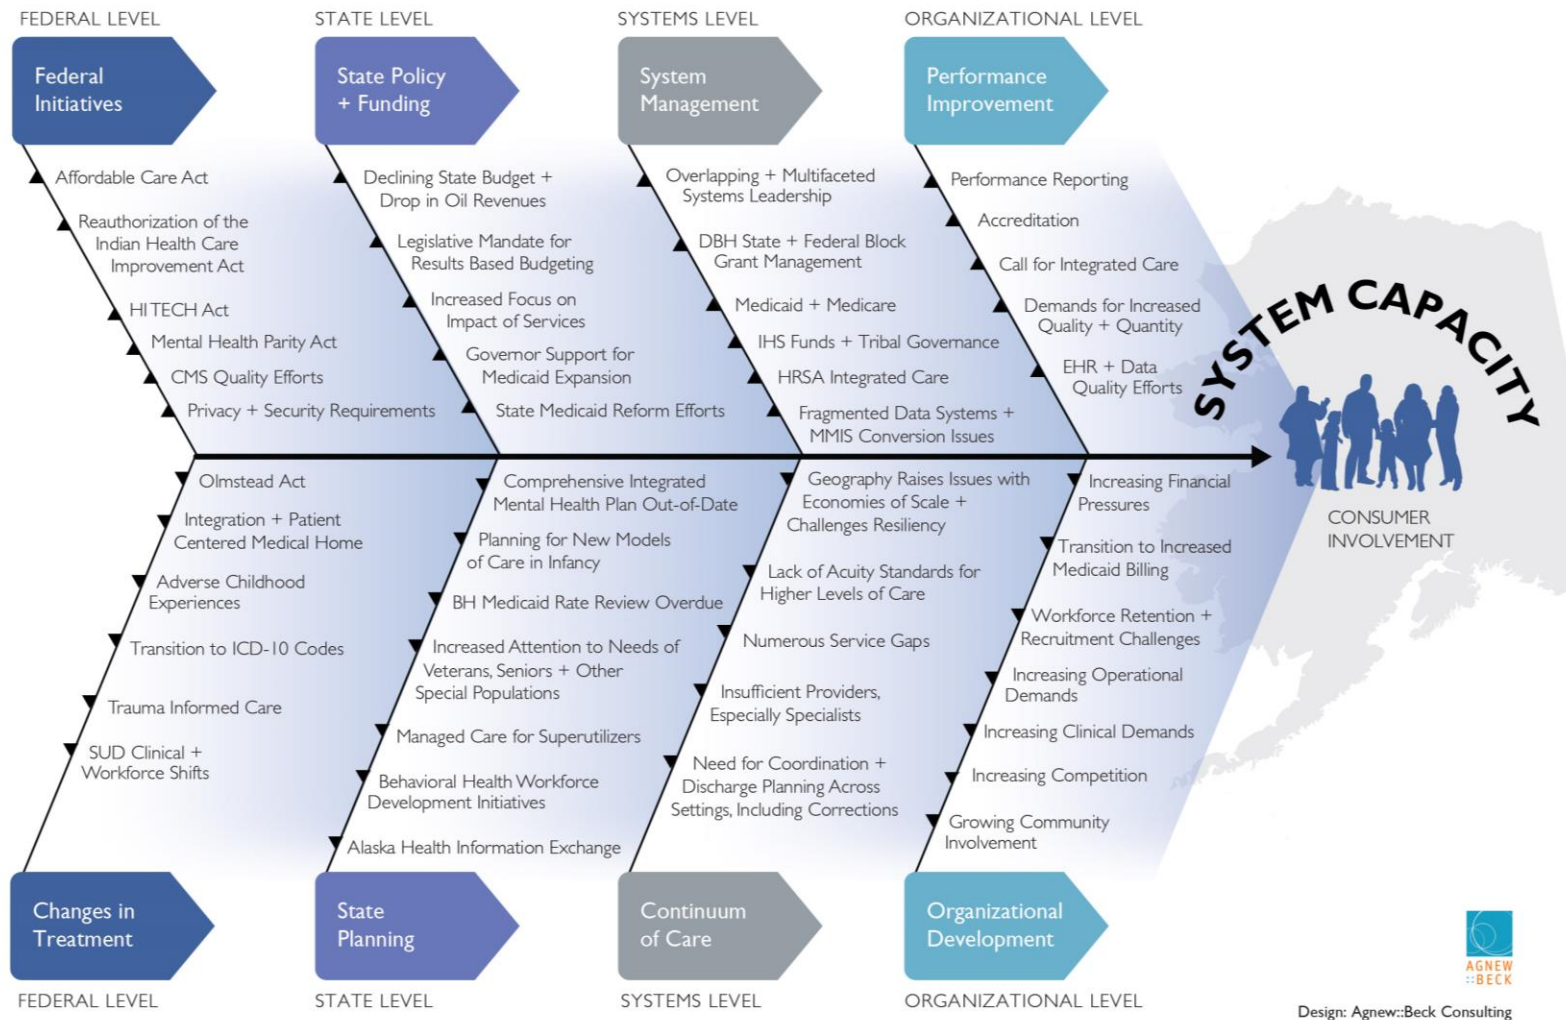 FEDERAL LEVEL
STATE LEVEL
SYSTEMS LEVEL
ORGANIZATIONAL LEVEL
Federal
Initiatives
State Policy
+ Funding
System
Management
Performance
Improvement
Affordable Care Act
Reauthorization of the
Indian Health Care
Improvement Act
HI TECH Act
Mental Health Parity Act
CMS Quality Efforts
Privacy + Security Requirements
Declining State Budget +
Drop in Oil Revenues
Legislative Mandate for
Results Based Budgeting
Increased Focus on
Impact of Services
Governor Support for
Medicaid Expansion
State Medicaid Reform Efforts
Overlapping + Multifaceted
Systems Leadership
DBH State + Federal Block
Grant Management
Medicaid + Medicare
IHS Funds + Tribal Governance
HRSA Integrated Care
Fragmented Data Systems +
MMIS Conversion Issues
Performance Reporting
Accreditation
Call for Integrated Care
Demands for Increased
Quality + Quantity
EHR + Data
Quality Efforts
SYSTEM CAPACITY
CONSUMER
INVOLVEMENT
Olmstead Act
Integration + Patient
Centered Medical Home
Adverse Childhood
Experiences
Transition to ICD-10 Codes
Trauma Informed Care
SUD Clinical +
Workforce Shifts
Comprehensive Integrated
Mental Health Plan Out-of-Date
Planning for New Models
of Care in Infancy
BH Medicaid Rate Review Overdue
Increased Attention to Needs of
Veterans, Seniors + Other
Special Populations
Managed Care for Superutilizers
Behavioral Health Workforce
Development Initiatives
Alaska Health Information Exchange
Geography Raises Issues with
Economies of Scale +
Challenges Resiliency
Lack of Acuity Standards for
Higher Levels of Care
Numerous Service Gaps
Insufficient Providers,
Especially Specialists
Need for Coordination +
Discharge Planning Across
Settings, Including Corrections
Increasing Financial
Pressures
Transition to Increased
Medicaid Billing
Workforce Retention +
Recruitment Challenges
Increasing Operational
Demands
Increasing Clinical Demands
Increasing Competition
Growing Community
Involvement
Changes in
Treatment
State
Planning
Continuum
of Care
Organizational
Development
FEDERAL LEVEL
STATE LEVEL
SYSTEMS LEVEL
ORGANIZATIONAL LEVEL
AGNEW
::BECK
Design: Agnew::Beck Consulting